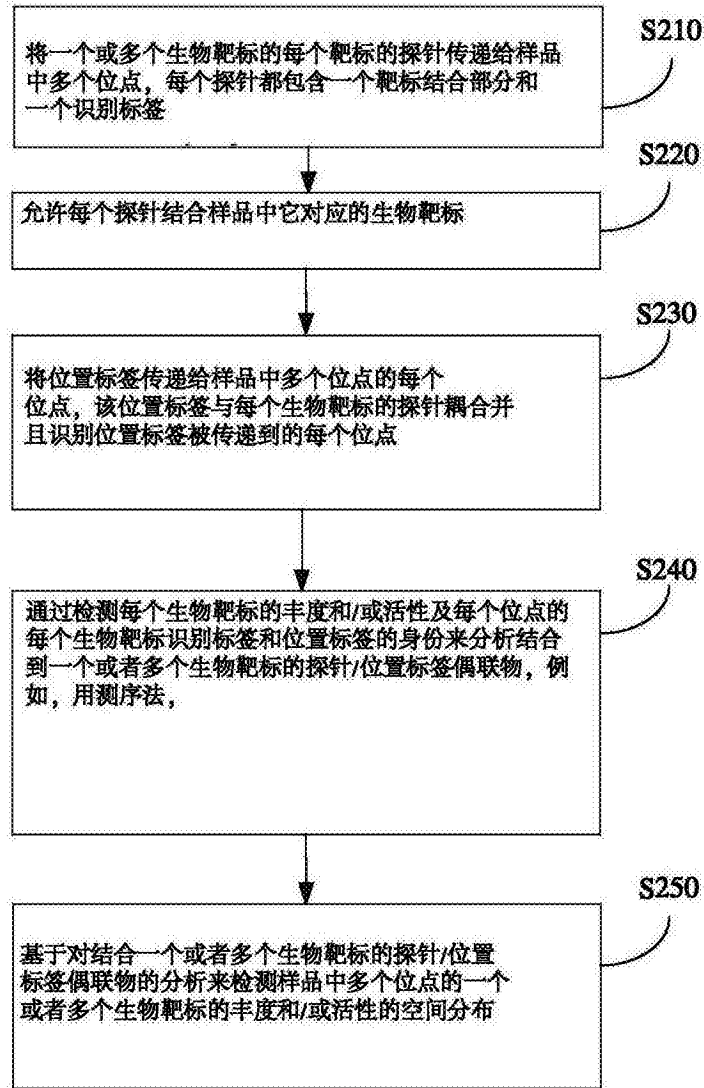 S210
将一个或多个生物靶标的每个靶标的探针传递给样品
中多个位点，每个探针都包含一个靶标结合部分和
一个识别标签
S220
允许每个探针结合样品中它对应的生物靶标
S230
将位置标签传递给样品中多个位点的每个
位点，该位置标签与每个生物靶标的探针耦合并
且识别位置标签被传递到的每个位点
S240
通过检测每个生物靶标的丰度和/或活性及每个位点的
每个生物靶标识别标签和位置标签的身份来分析结合
到一个或者多个生物靶标的探针/位置标签偶联物，例
如，用测序法，
S250
基于对结合一个或者多个生物靶标的探针/位置
标签偶联物的分析来检测样品中多个位点的一个
或者多个生物靶标的丰度和/或活性的空间分布